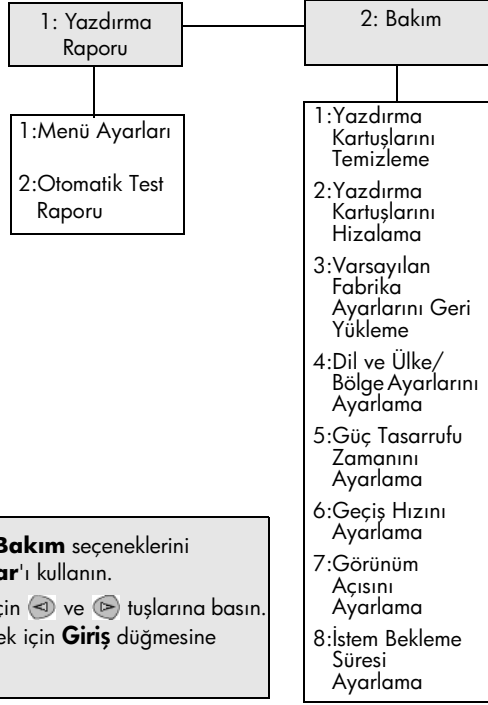 1: Yazdırma
Raporu
2: Bakım
1:Menü Ayarları
2:Otomatik Test
Raporu
1:Yazdırma
Kartuşlarını
Temizleme
2:Yazdırma
Kartuşlarını
Hizalama
3:Varsayılan
Fabrika
Ayarlarını Geri
Yükleme
4:Dil ve Ülke/
Bölge Ayarlarını
Ayarlama
5:Güç Tasarrufu
Zamanını
Ayarlama
6:Geçiş Hızını
Ayarlama
7:Görünüm
Açısını
Ayarlama
8:İstem Bekleme
Süresi
Ayarlama
Bakım seçeneklerini
ar'ı kullanın.
çin ve tuşlarına basın.
ek için Giriş düğmesine